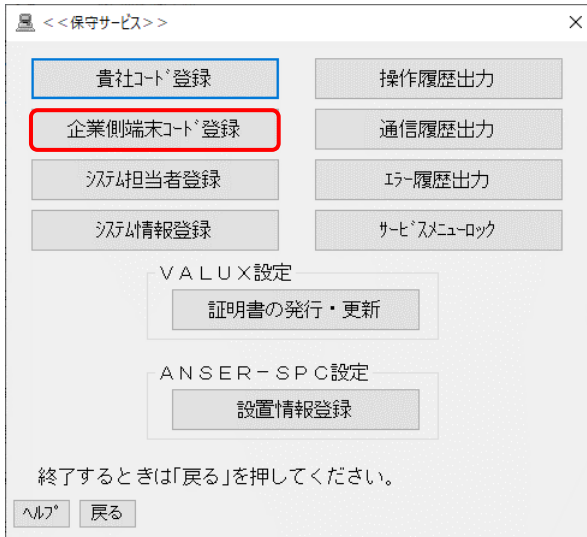 <<保守サービス>>
貴社ｺｰﾄﾞ登録
操作履歴出力
企業側端末ｺｰﾄﾞ登録
通信履歴出力
ｼｽﾃﾑ担当者登録
ｴﾗｰ履歴出力
ｼｽﾃﾑ情報登録
ｻｰﾋﾞｽﾒﾆｭｰﾛｯｸ
ＶＡＬＵＸ設定
証明書の発行・更新
ＡＮＳＥＲ－ＳＰＣ設定
設置情報登録
終了するときは｢戻る｣を押してください。
ﾍﾙﾌﾟ
戻る